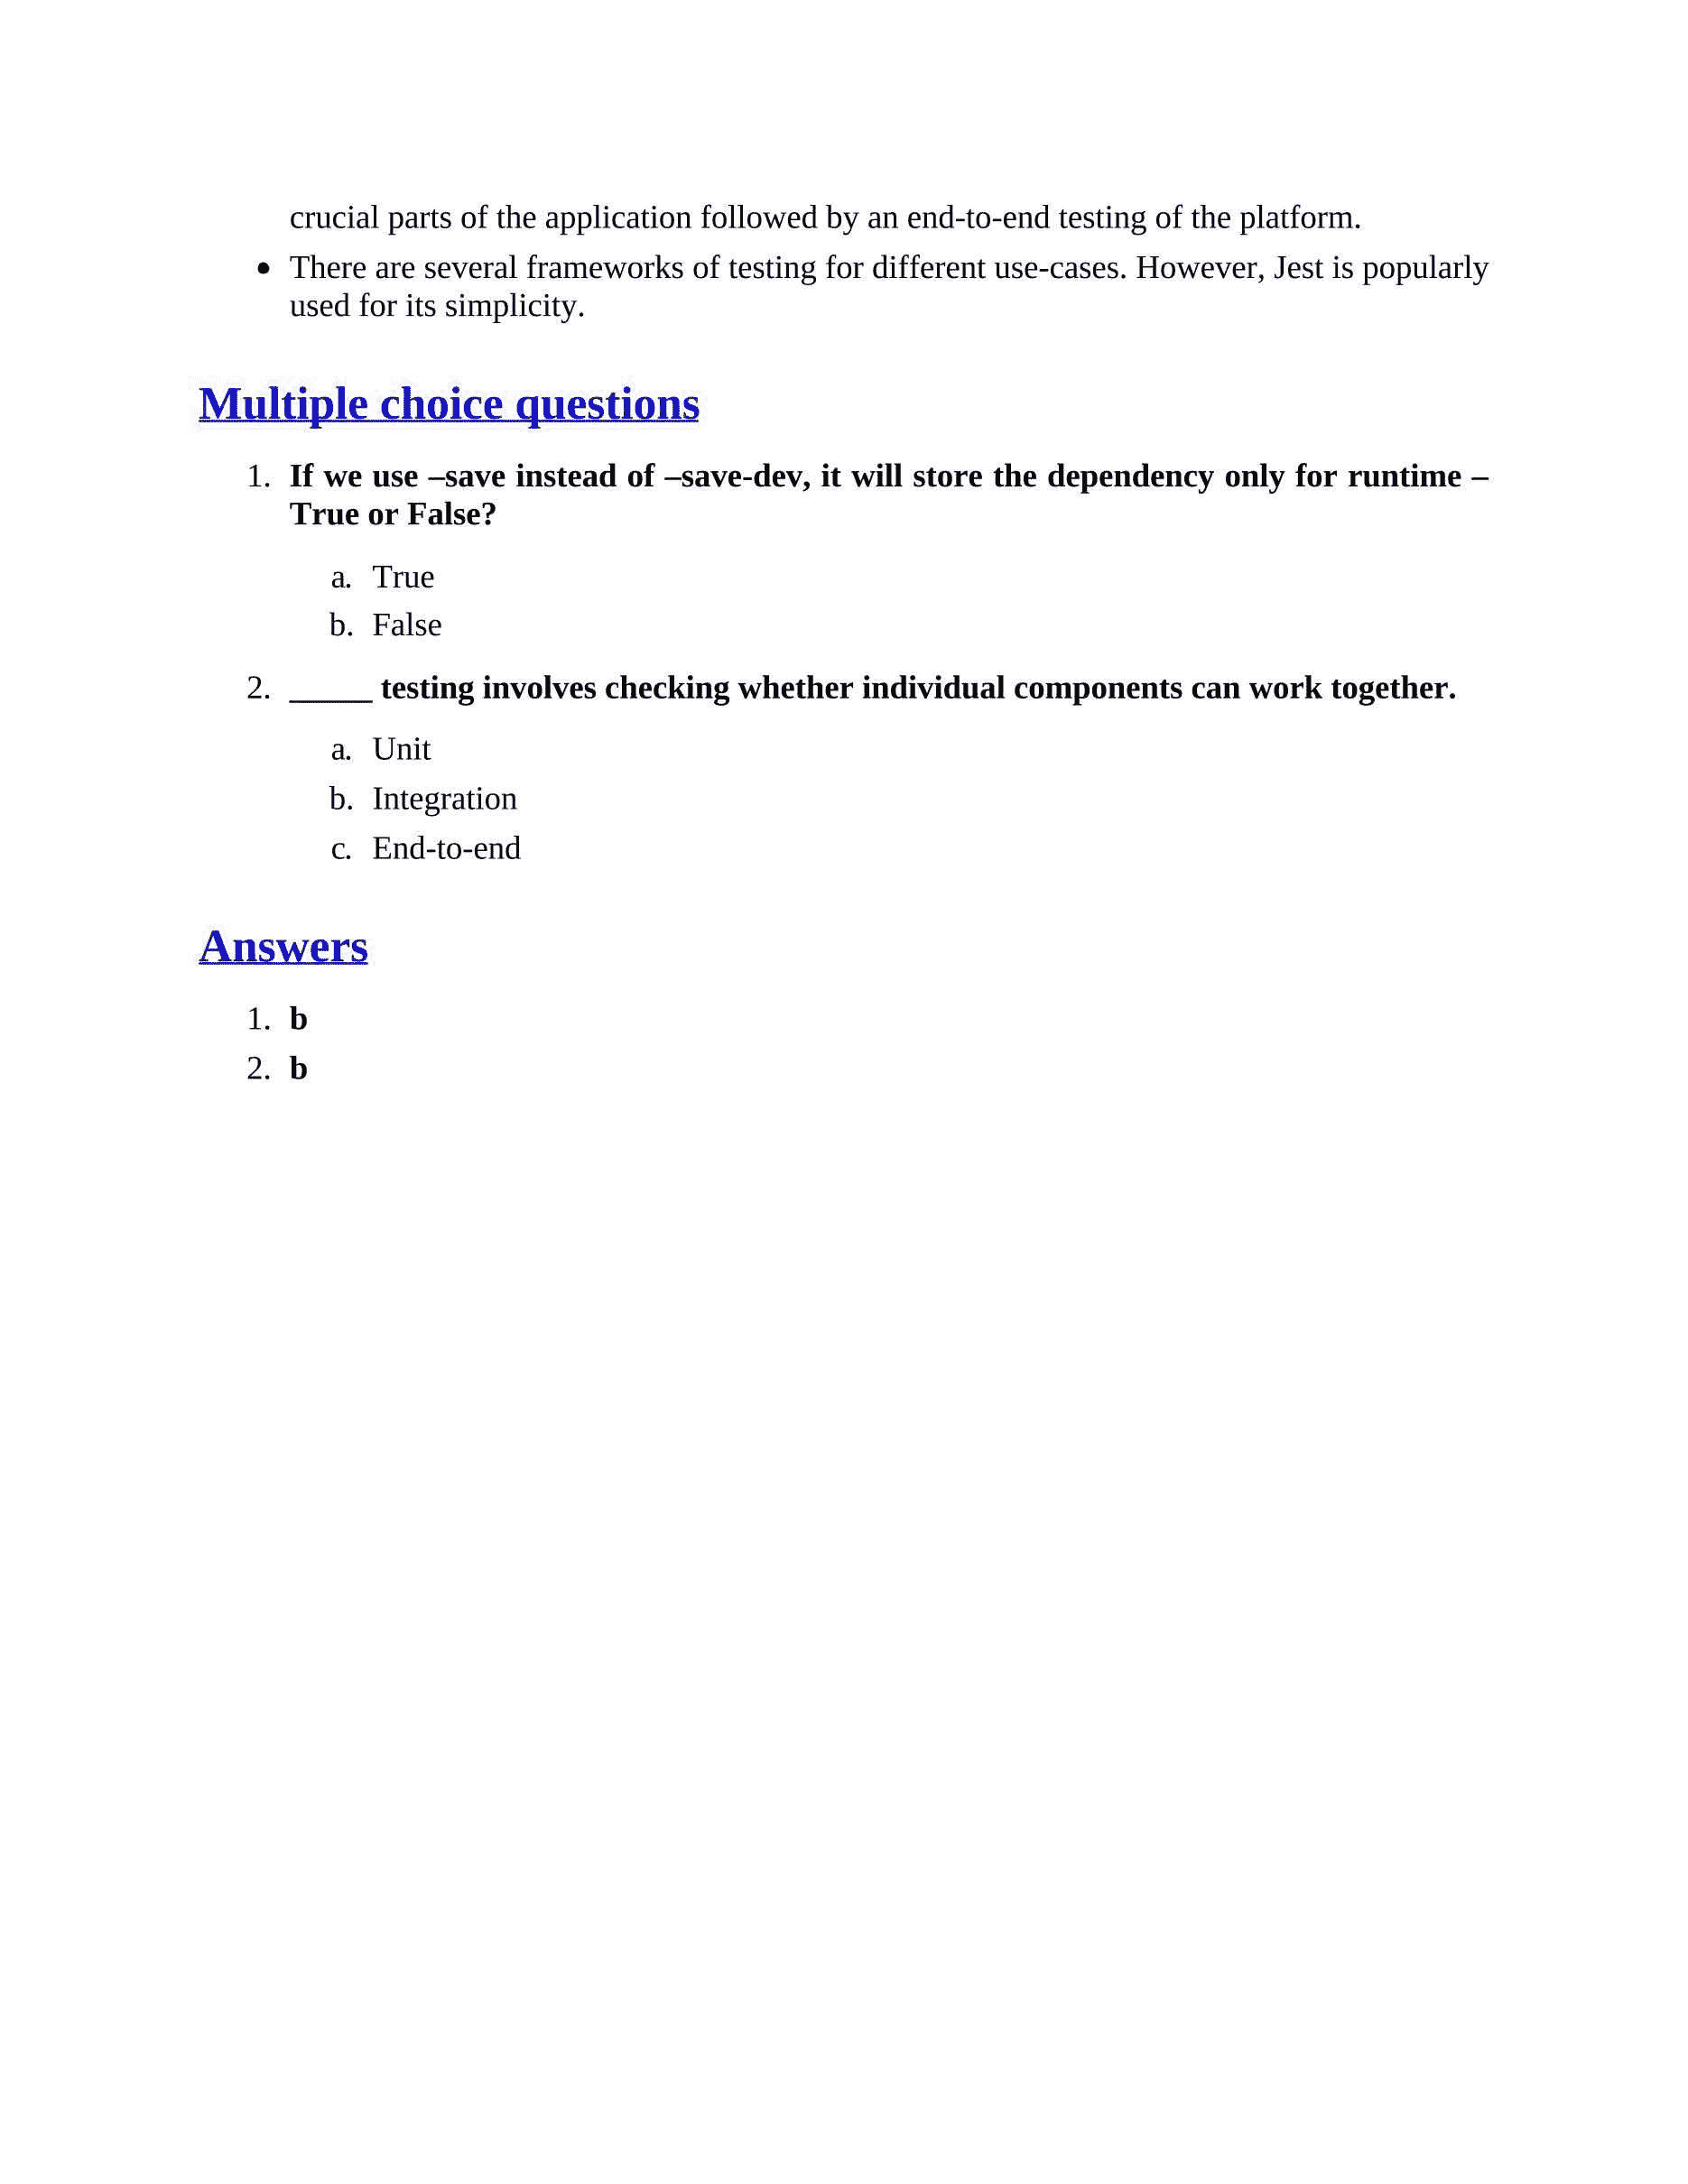 crucial parts of the application followed by an end-to-end testing of the platform.
• There are several frameworks of testing for different use-cases. However, Jest is popularly
used for its simplicity.
Multiple choice questions
1. If we use –save instead of –save-dev, it will store the dependency only for runtime –
True or False?
a. True
b. False
2. _____ testing involves checking whether individual components can work together.
a. Unit
b. Integration
c. End-to-end
Answers
1. b
2. b